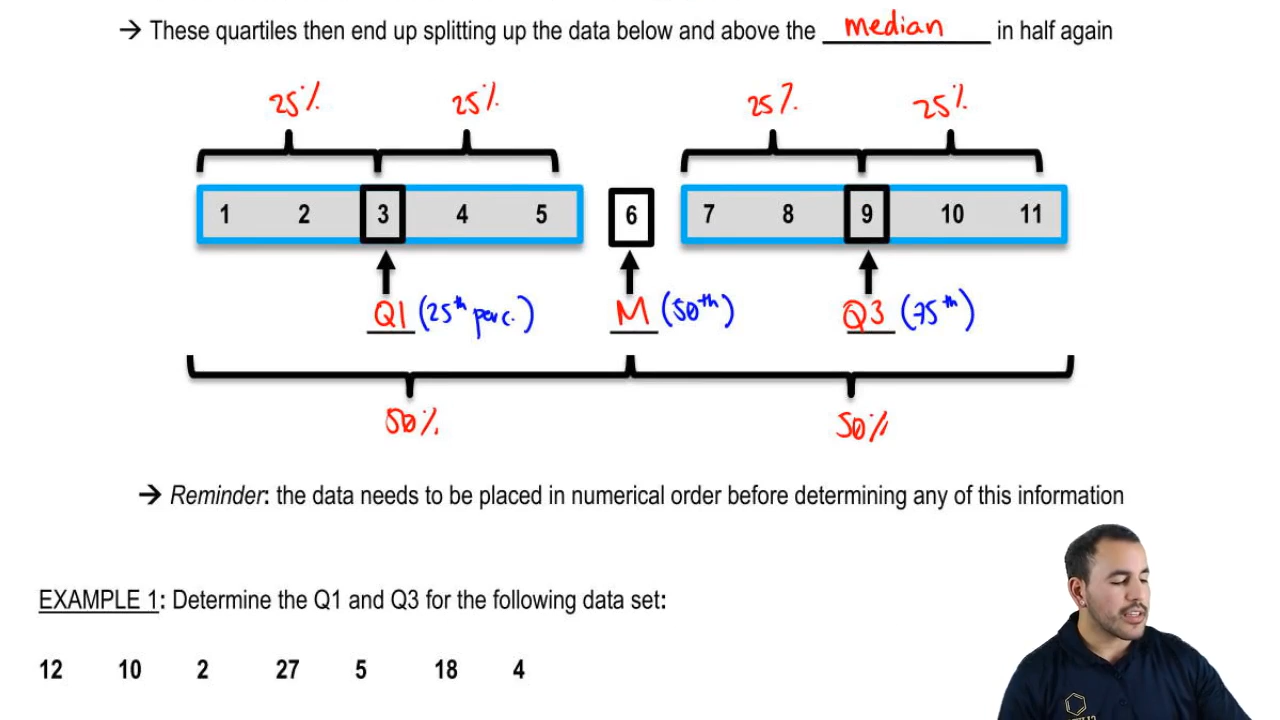 → These quartiles then end up splitting up the data below and above the median in half again
25% 25% 25% 25%
1 2 3 4 5 6 7 8 9 10 11
Q1 (25th perc.) M (50th) Q3 (75th)
50% 50%
→ Reminder: the data needs to be placed in numerical order before determining any of this information
EXAMPLE 1: Determine the Q1 and Q3 for the following data set:
12 10 2 27 5 18 4